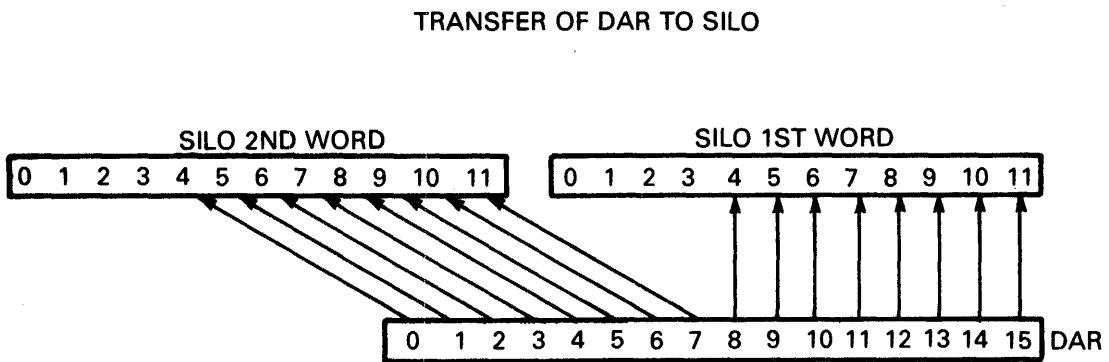 TRANSFER OF DAR TO SILO
SILO 2ND WORD
SILO 1ST WORD
0 1 2 3 4 5 6 7 8 9 10 11
0 1 2 3 4 5 6 7 8 9 10 11
0 1 2 3 4 5 6 7 8 9 10 11 12 13 14 15 DAR